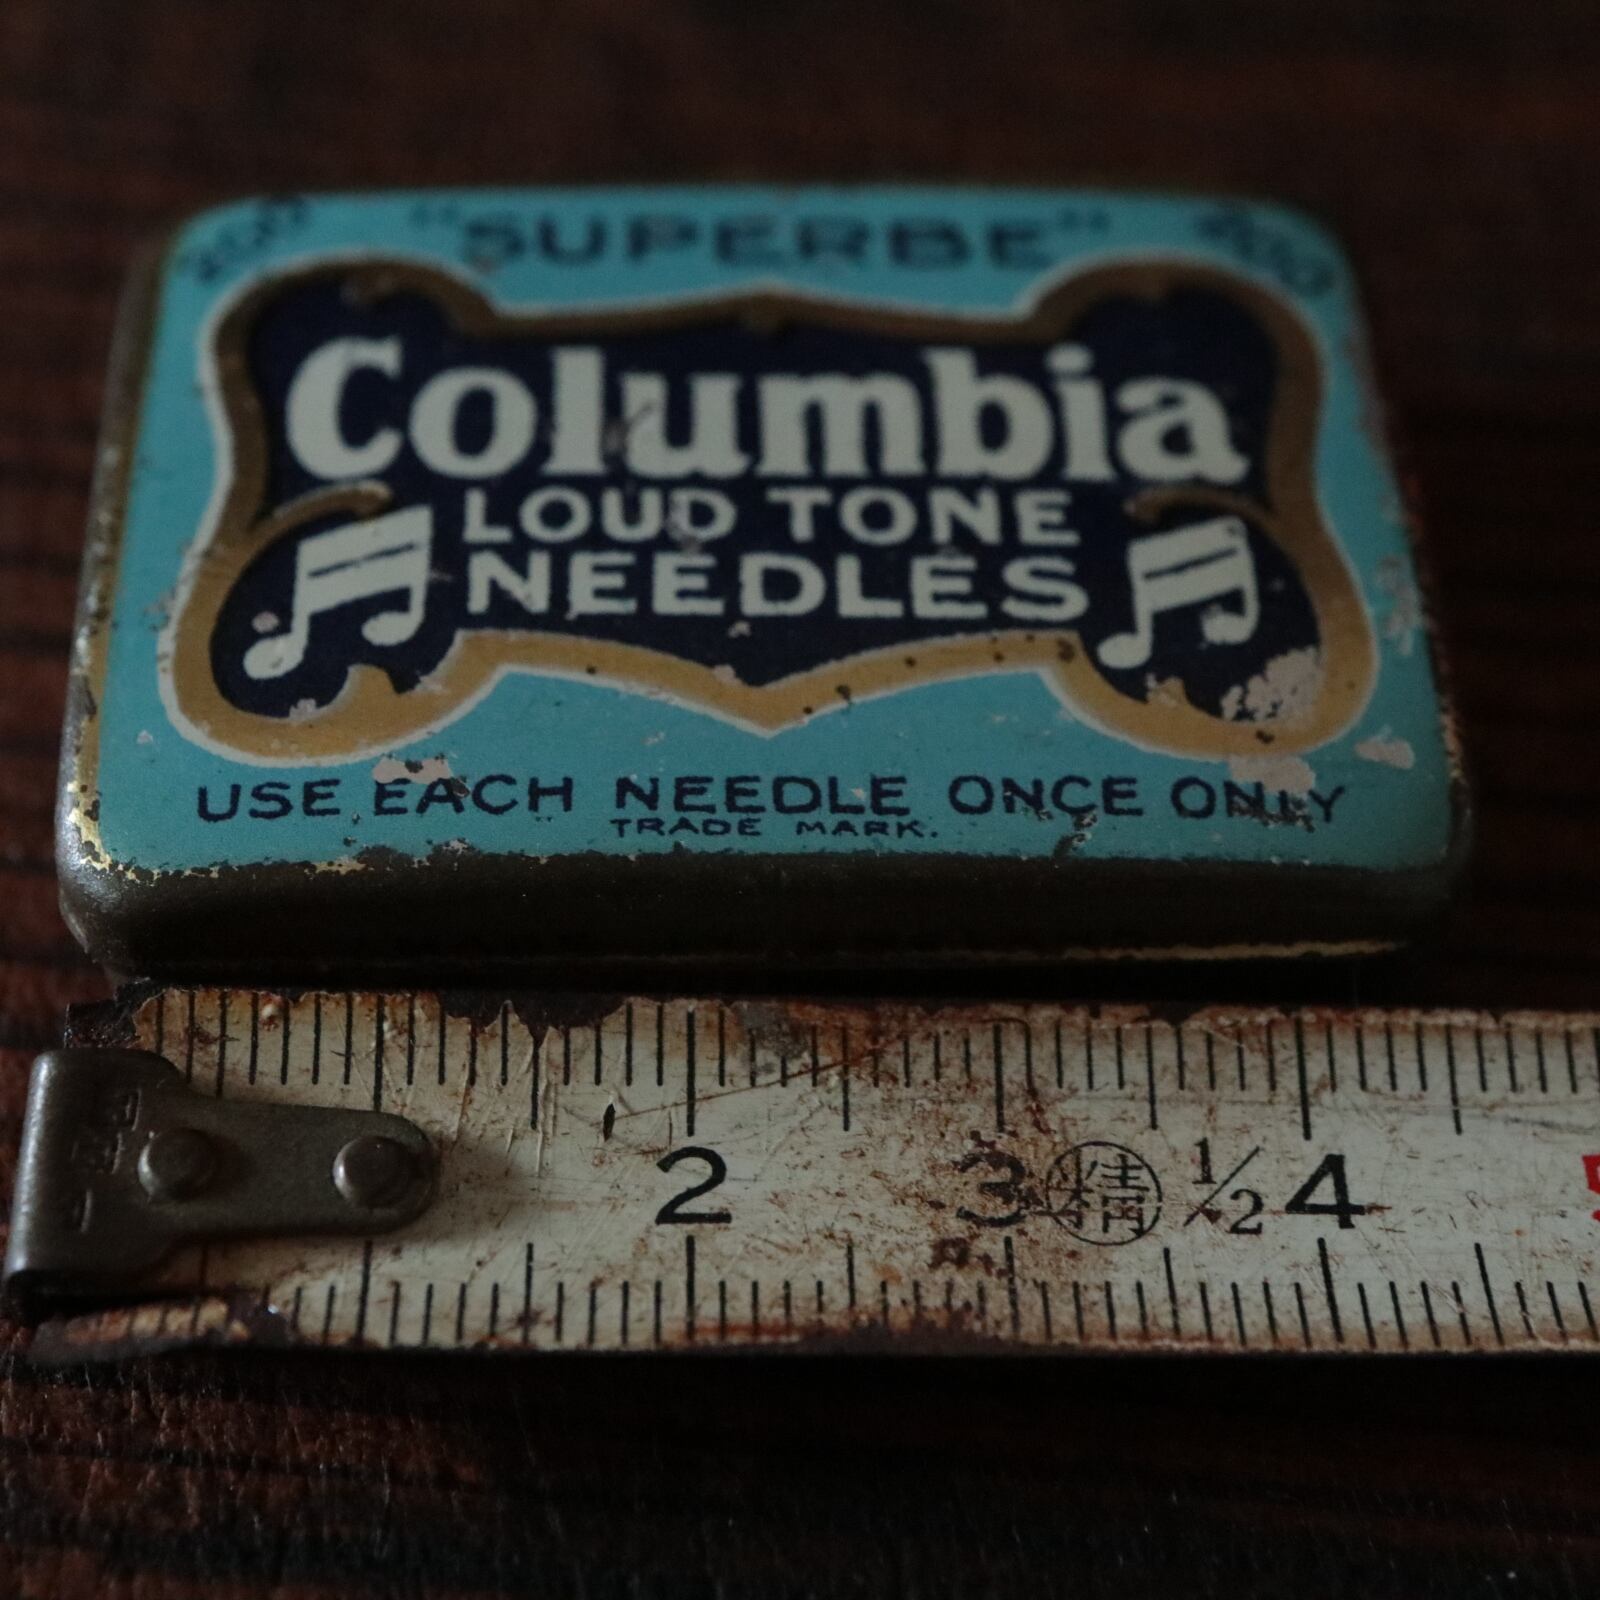 "SUPERBE"
Columbia
LOUD TONE
NEEDLES
USE EACH NEEDLE ONCE ONLY
TRADE MARK.
2 3 精 1/2 4